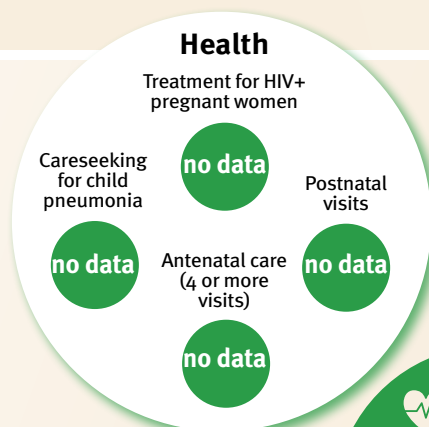 Health
Treatment for HIV+
pregnant women
no data
Careseeking
for child
pneumonia
no data
Postnatal
visits
no data
Antenatal care
(4 or more
visits)
no data